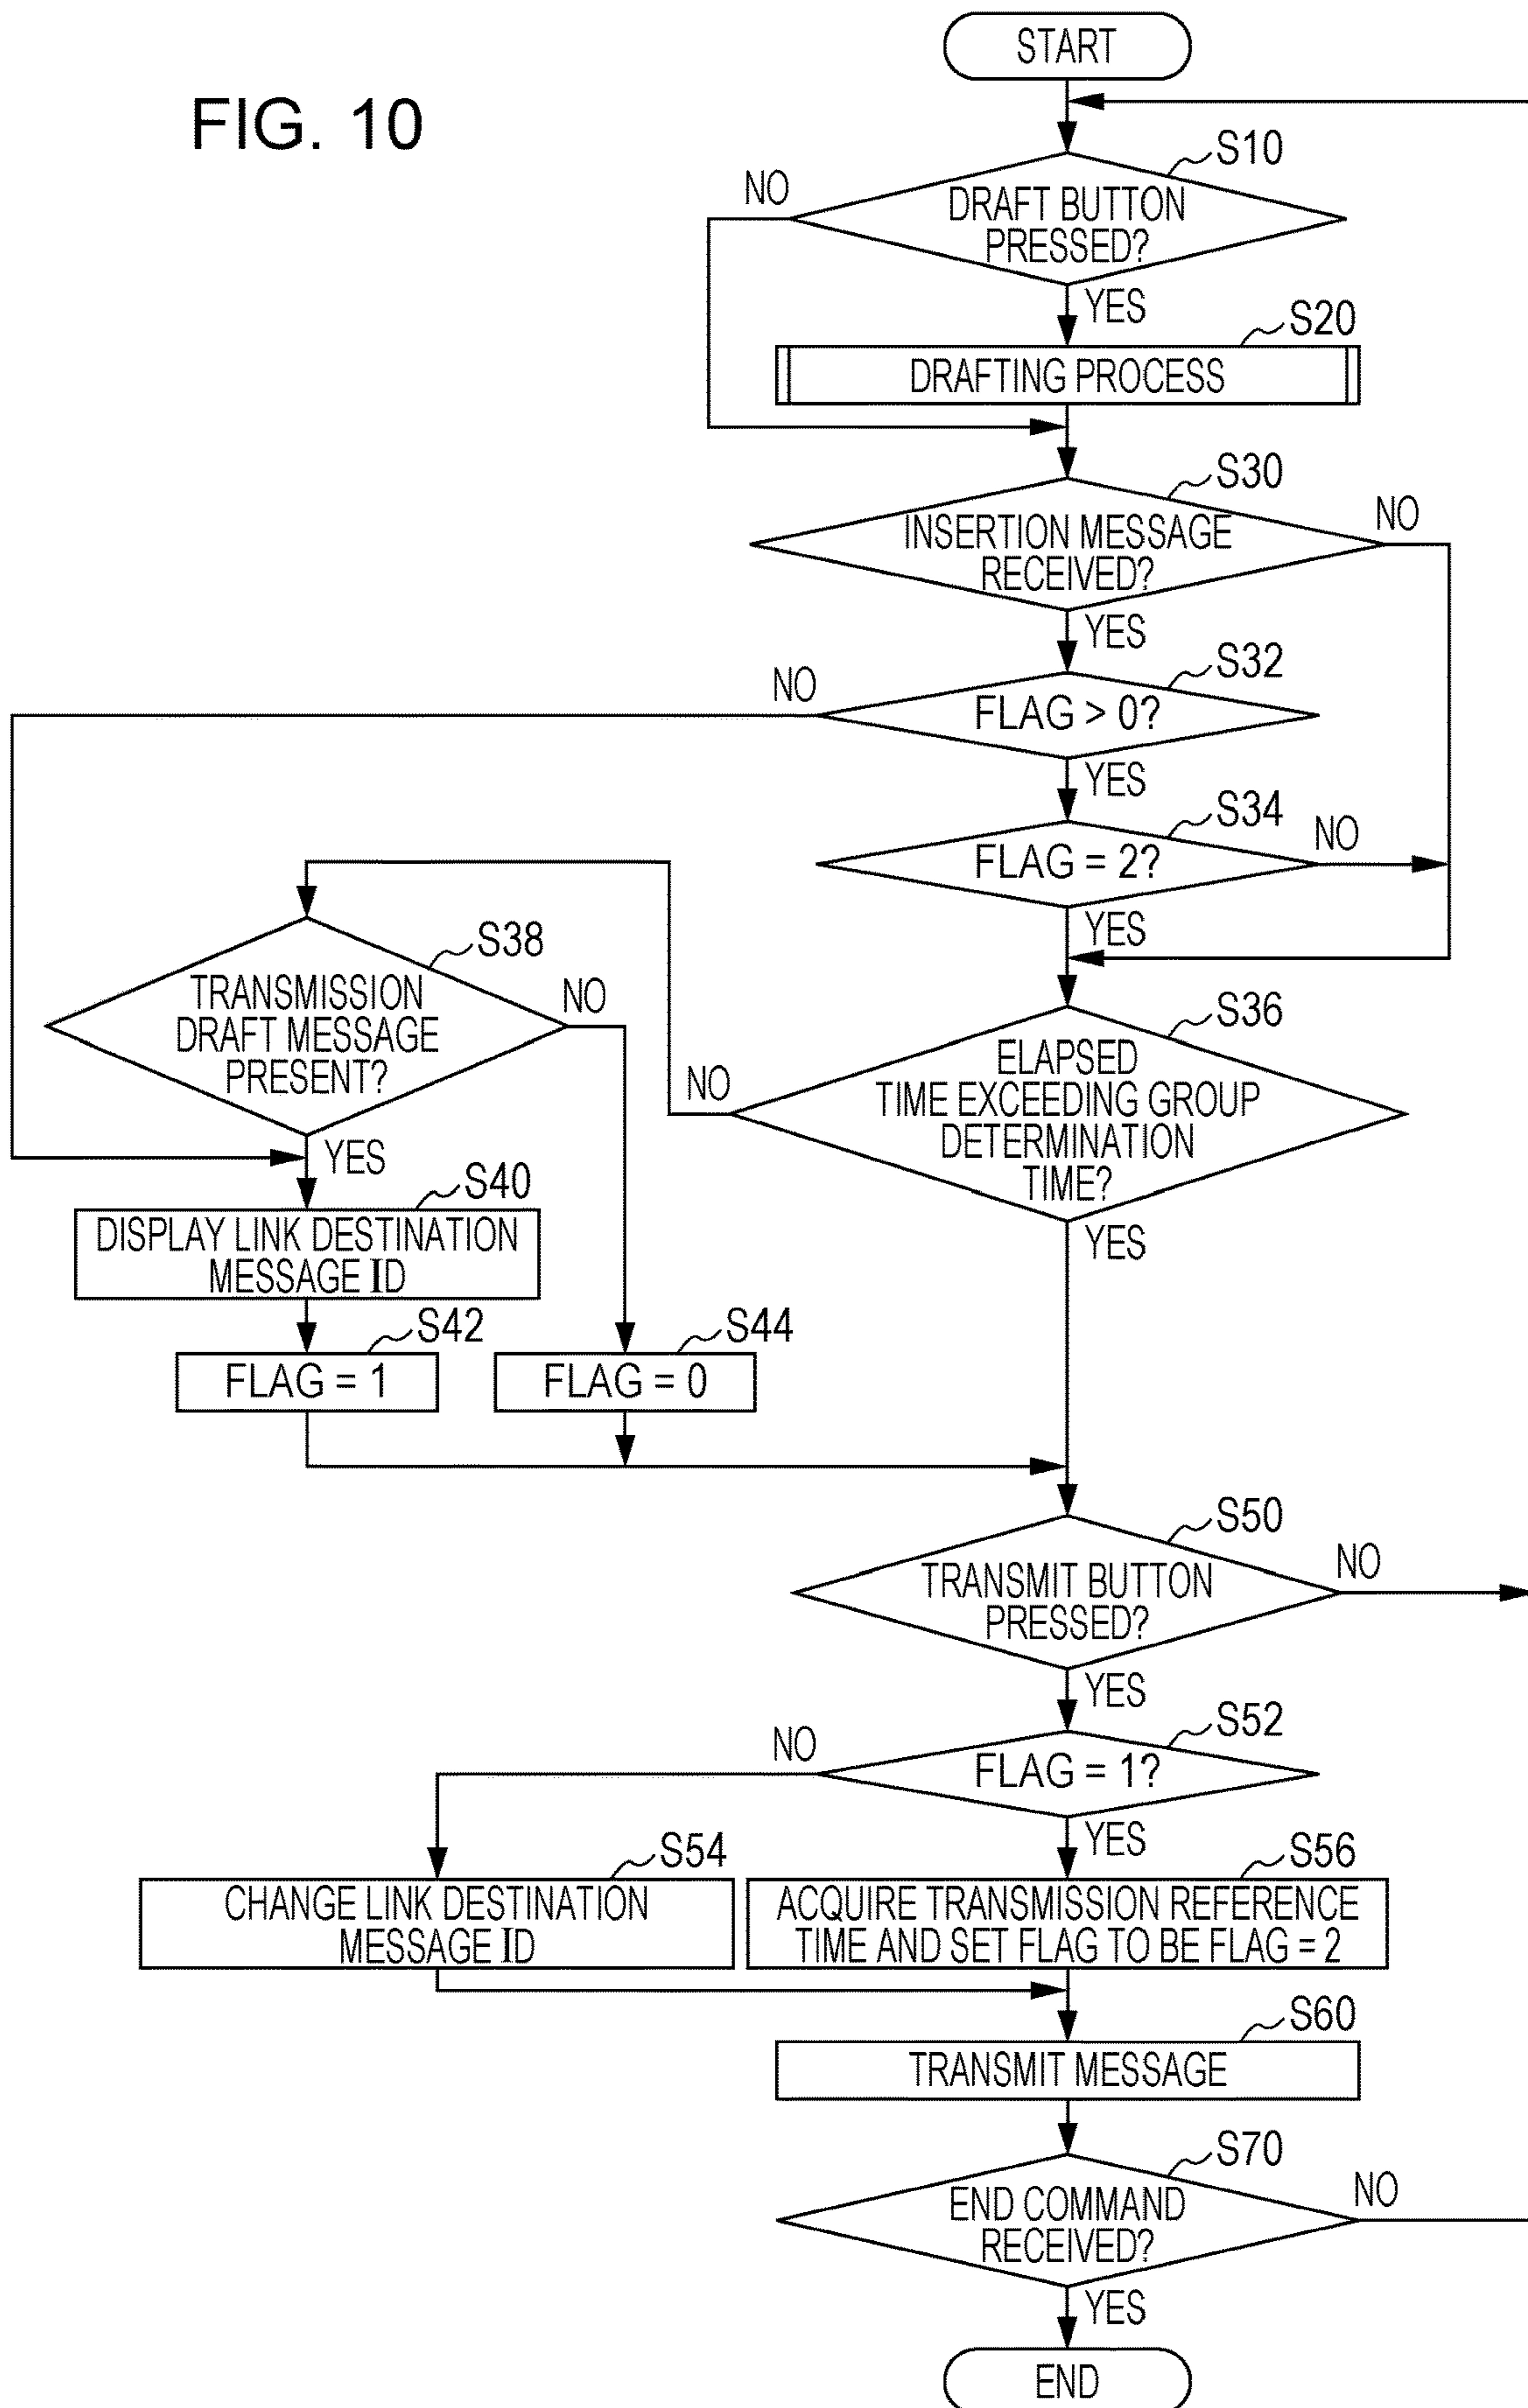 FIG. 10
START
S10
NO
DRAFT BUTTON
PRESSED?
YES
S20
DRAFTING PROCESS
S30
NO
INSERTION MESSAGE
RECEIVED?
YES
S32
NO
FLAG > 0?
YES
S34
NO
FLAG = 2?
YES
S38
TRANSMISSION
DRAFT MESSAGE
PRESENT?
NO
YES
S36
ELAPSED
TIME EXCEEDING GROUP
DETERMINATION
TIME?
NO
YES
S40
DISPLAY LINK DESTINATION
MESSAGE ID
S42
FLAG = 1
S44
FLAG = 0
S50
TRANSMIT BUTTON
PRESSED?
NO
YES
S52
NO
FLAG = 1?
YES
S54
CHANGE LINK DESTINATION
MESSAGE ID
S56
ACQUIRE TRANSMISSION REFERENCE
TIME AND SET FLAG TO BE FLAG = 2
S60
TRANSMIT MESSAGE
S70
END COMMAND
RECEIVED?
NO
YES
END